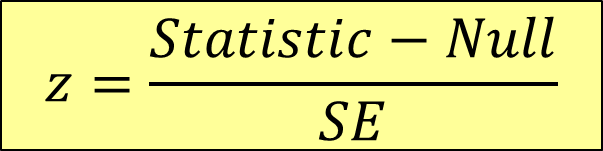 z = Statistic − Null
SE